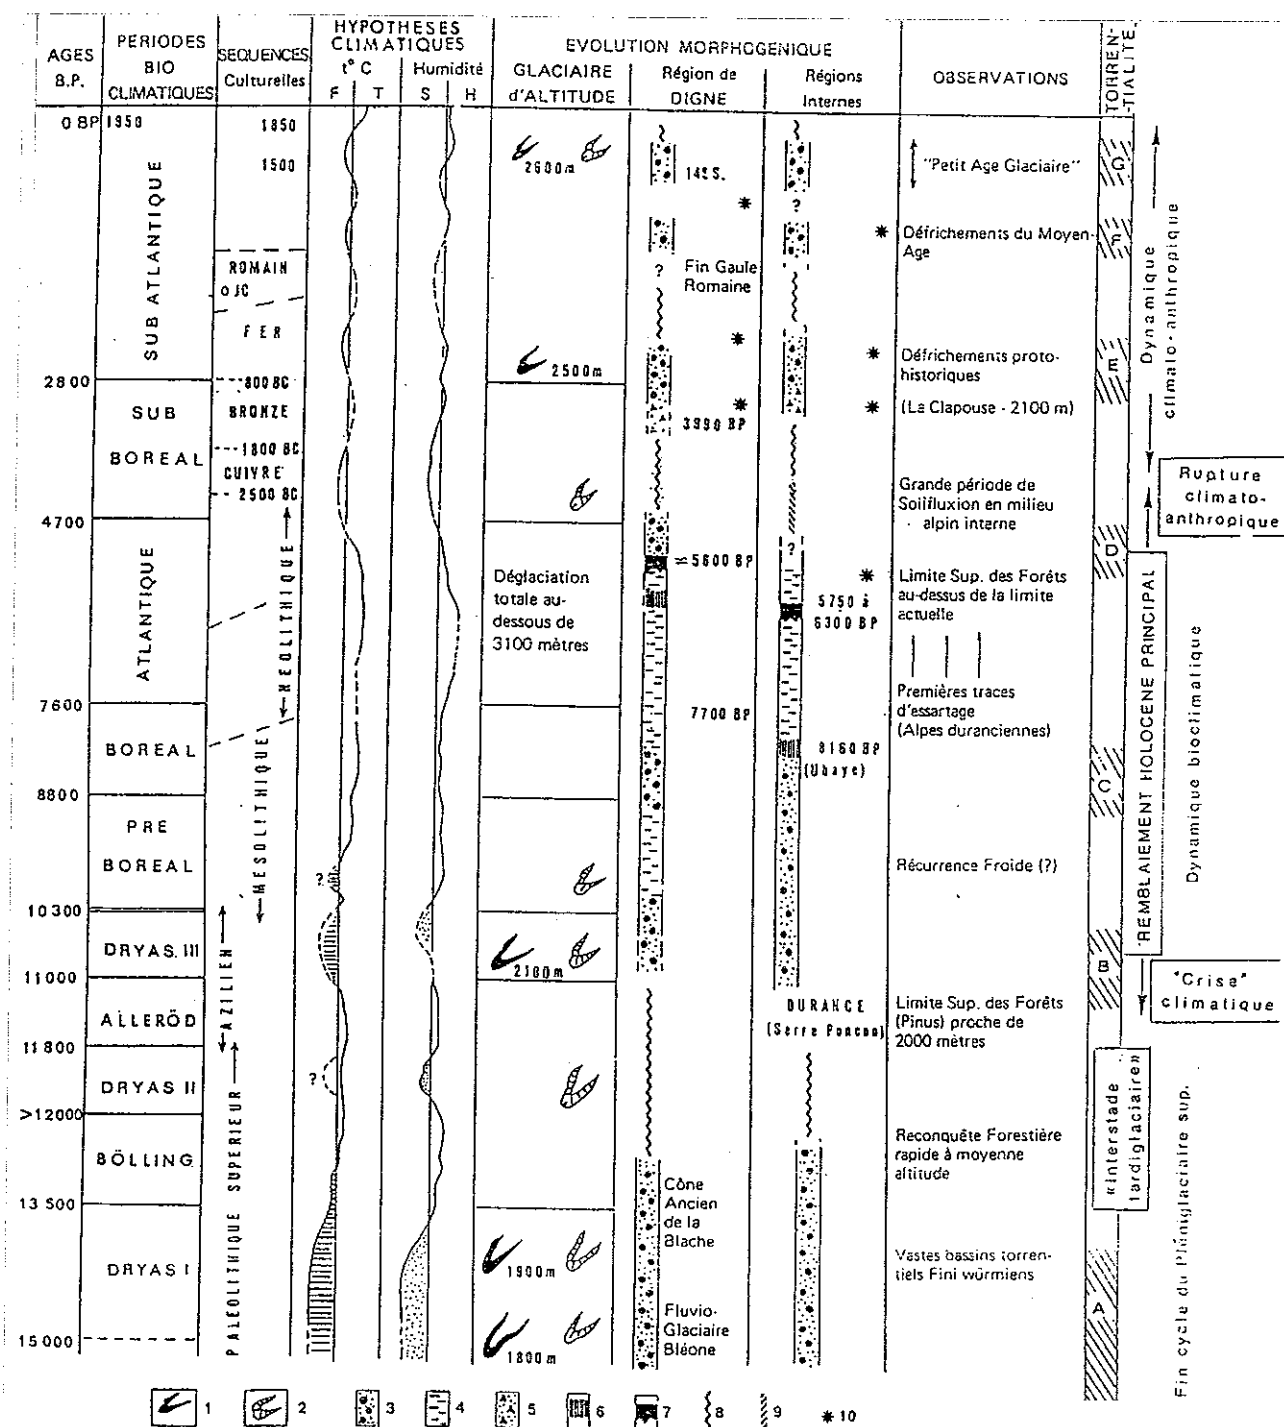 AGES
B.P.
PERIODES
BIO
CLIMATIQUES
SEQUENCES
Culturelles
HYPOTHESES
CLIMATIQUES
t° C
Humidité
F
T
S
H
EVOLUTION MORPHOGENIQUE
GLACIAIRE
d'ALTITUDE
Région de
DIGNE
Régions
Internes
OBSERVATIONS
TORREN-
-TIALITÉ
0 BP
1950
1850
1500
2600m
14è S.
?
"Petit Age Glaciaire"
G
SUB ATLANTIQUE
Défrichements du Moyen-
Age
F
ROMAIN
0 JC
?
Fin Gaule
Romaine
FER
2500m
Défrichements proto-
historiques
E
Dynamique
climato-anthropique
2800
800 BC
SUB
BOREAL
BRONZE
(La Clapouse - 2100 m)
3990 BP
1800 BC
CUIVRE
2500 BC
Grande période de
Solifluxion en milieu
alpin interne
Rupture
climato-
anthropique
4700
?
D
≃5600 BP
ATLANTIQUE
NEOLITHIQUE
Déglaciation
totale au-
dessous de
3100 mètres
5750 à
6300 BP
Limite Sup. des Forêts
au-dessus de la limite
actuelle
7600
7700 BP
Premières traces
d'essartage
(Alpes duranciennes)
BOREAL
8160 BP
(Ubaye)
C
8800
MESOLITHIQUE
PRE
BOREAL
?
Récurrence Froide (?)
REMBLAIEMENT HOLOCENE PRINCIPAL
Dynamique bioclimatique
10300
DRYAS. III
2100m
B
11000
AZILIEN
"Crise"
climatique
ALLERÖD
DURANCE
(Serre Ponçon)
Limite Sup. des Forêts
(Pinus) proche de
2000 mètres
11800
DRYAS II
?
>12000
BÖLLING
Reconquête Forestière
rapide à moyenne
altitude
«Interstade
tardiglaciaire»
13500
PALEOLITHIQUE SUPERIEUR
Cône
Ancien
de la
Blache
DRYAS I
1900m
Vastes bassins torren-
tiels Fini würmiens
A
15000
1800m
Fluvio-
Glaciaire
Bléone
Fin cycle du Pléniglaciaire sup.
1
2
3
4
5
6
7
8
9
10